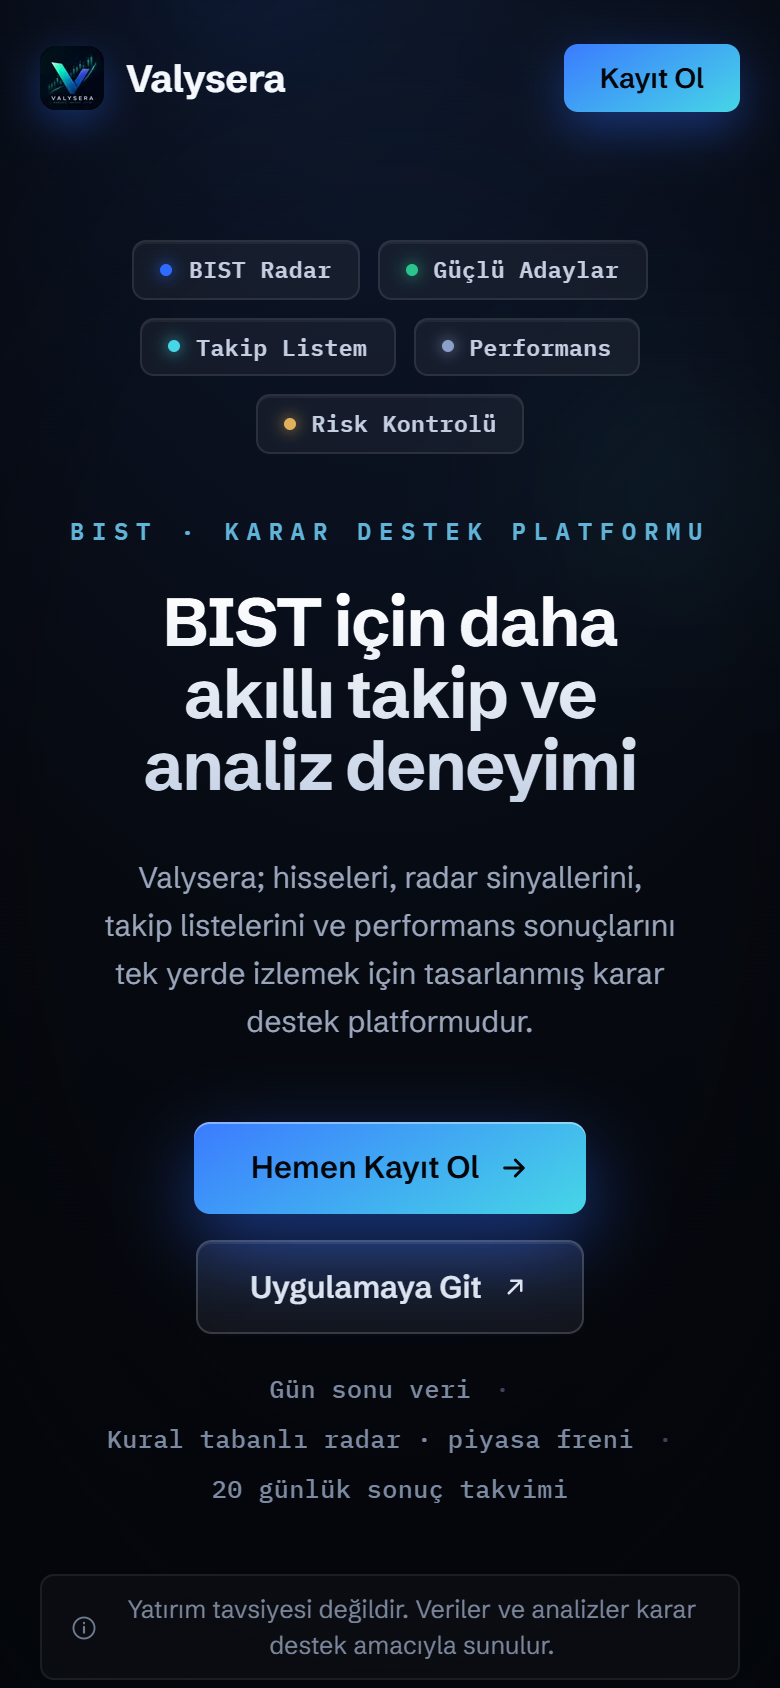 VALYSERA
Valysera
Kayıt Ol
BIST Radar
Güçlü Adaylar
Takip Listem
Performans
Risk Kontrolü
BIST · KARAR DESTEK PLATFORMU
BIST için daha
akıllı takip ve
analiz deneyimi
Valysera; hisseleri, radar sinyallerini,
takip listelerini ve performans sonuçlarını
tek yerde izlemek için tasarlanmış karar
destek platformudur.
Hemen Kayıt Ol →
Uygulamaya Git ↗
Gün sonu veri ·
Kural tabanlı radar · piyasa freni ·
20 günlük sonuç takvimi
Yatırım tavsiyesi değildir. Veriler ve analizler karar
destek amacıyla sunulur.